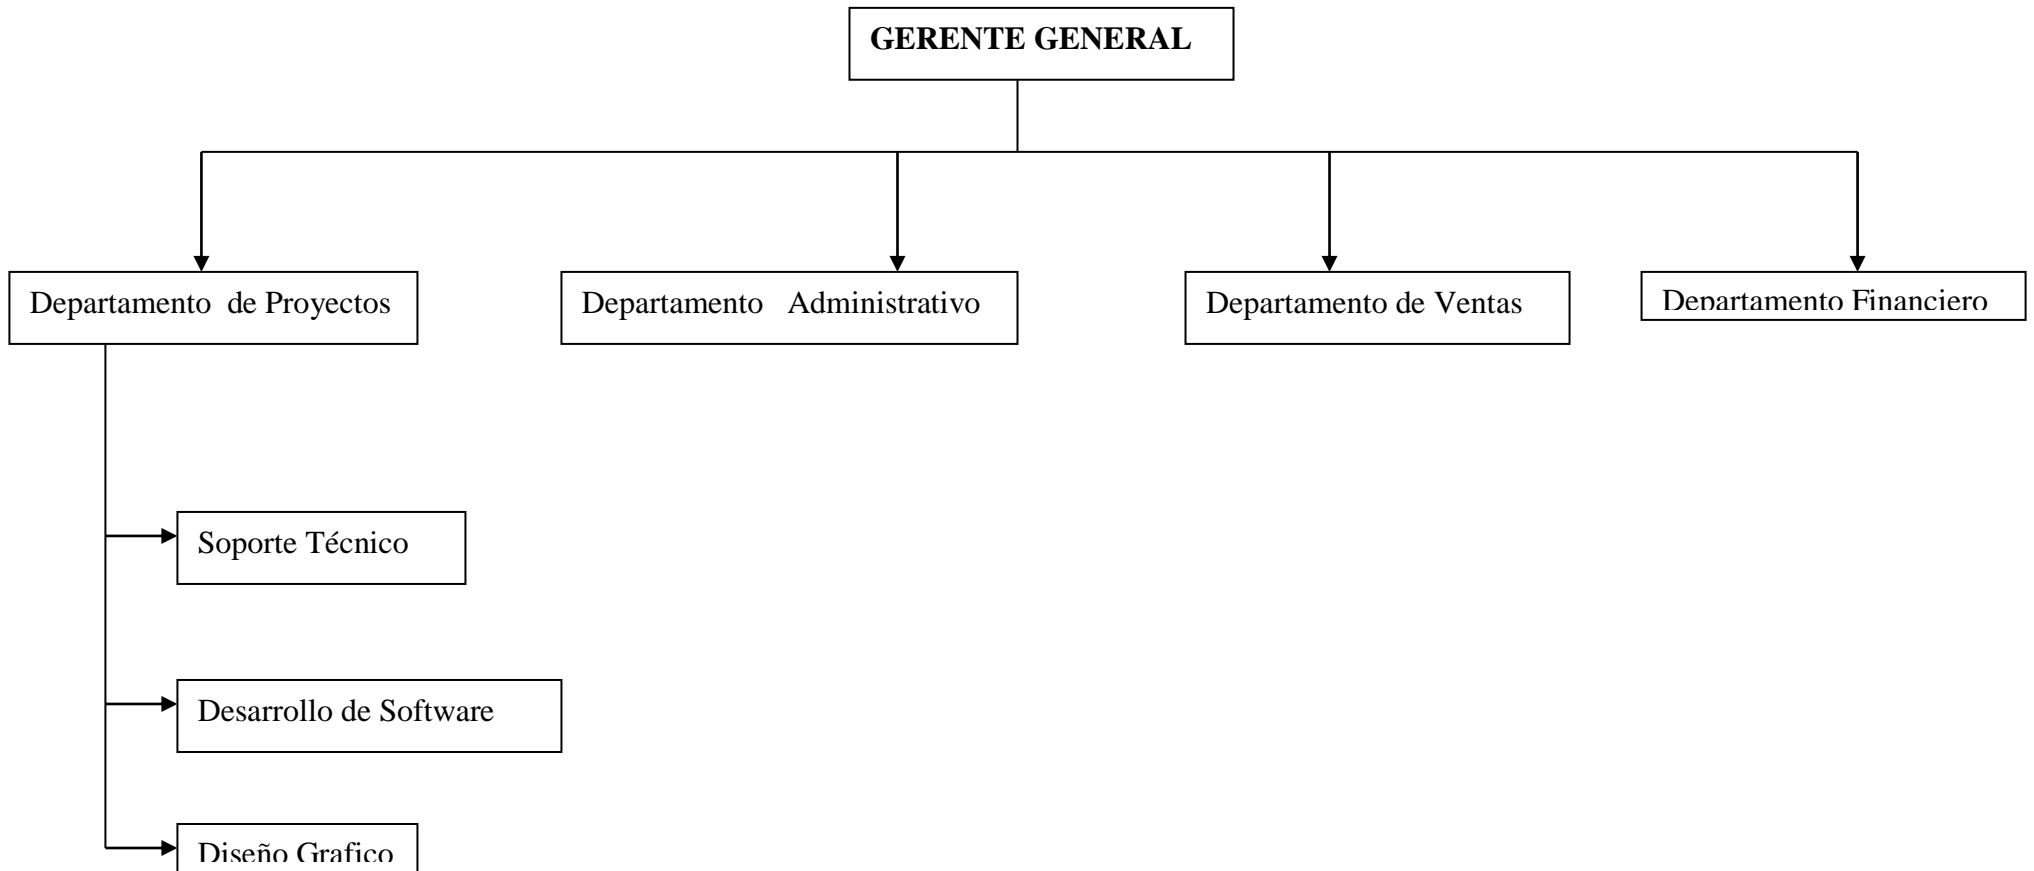 GERENTE GENERAL
Departamento de Proyectos
Departamento Administrativo
Departamento de Ventas
Departamento Financiero
Soporte Técnico
Desarrollo de Software
Diseño Grafico